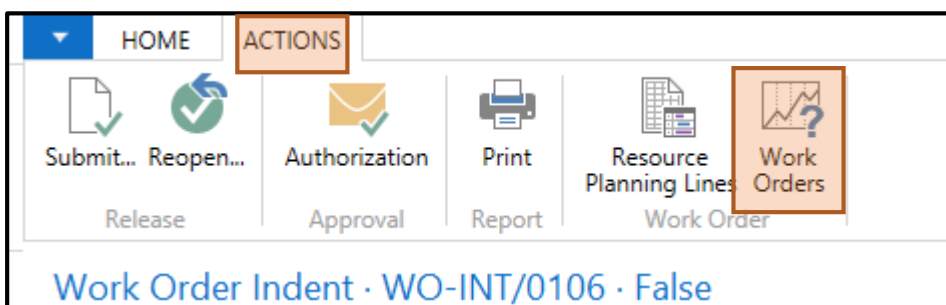 HOME ACTIONS
Submit... Reopen... Authorization Print Resource Planning Lines Work Orders
Release Approval Report Work Order
Work Order Indent · WO-INT/0106 · False